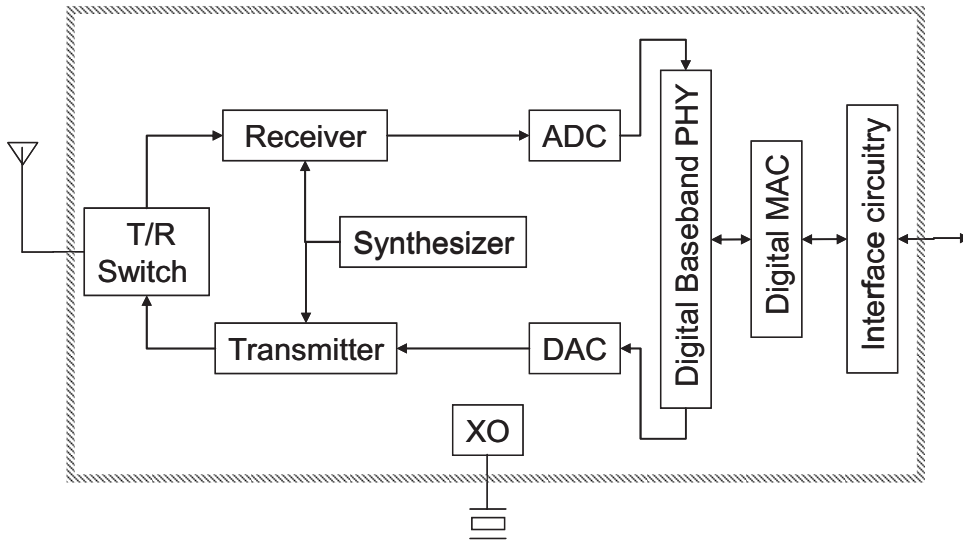 Receiver
ADC
T/R
Switch
Synthesizer
Transmitter
DAC
XO
Digital Baseband PHY
Digital MAC
Interface circuitry